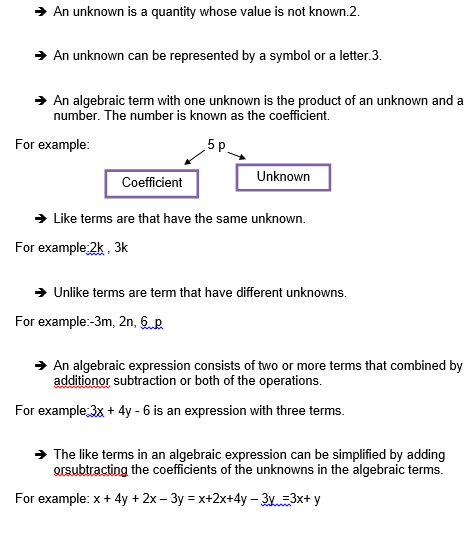 ➔ An unknown is a quantity whose value is not known.2.
➔ An unknown can be represented by a symbol or a letter.3.
➔ An algebraic term with one unknown is the product of an unknown and a
number. The number is known as the coefficient.
For example: 5 p
Coefficient Unknown
➔ Like terms are that have the same unknown.
For example:2k , 3k
➔ Unlike terms are term that have different unknowns.
For example:-3m, 2n, 6 p
➔ An algebraic expression consists of two or more terms that combined by
additionor subtraction or both of the operations.
For example:3x + 4y - 6 is an expression with three terms.
➔ The like terms in an algebraic expression can be simplified by adding
orsubtracting the coefficients of the unknowns in the algebraic terms.
For example: x + 4y + 2x – 3y = x+2x+4y – 3y =3x+ y